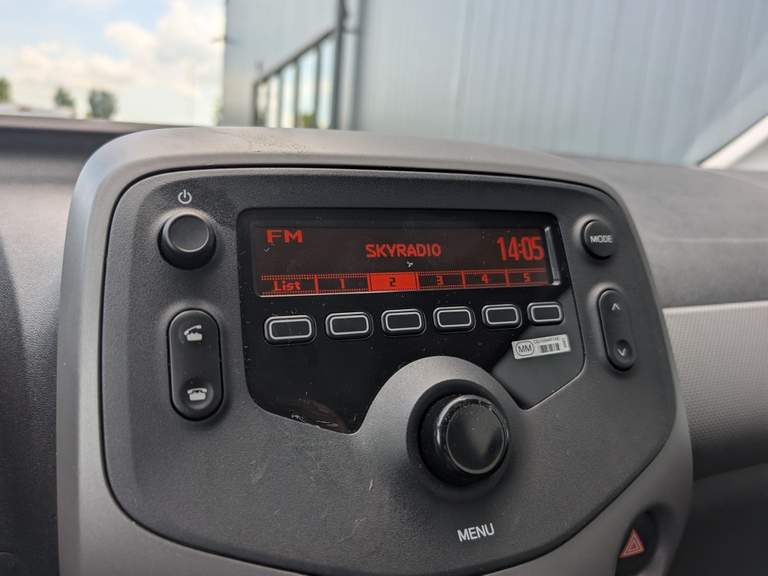 FM
SKYRADIO
14:05
List 1 2 3 4 5
MODE
MM
MENU